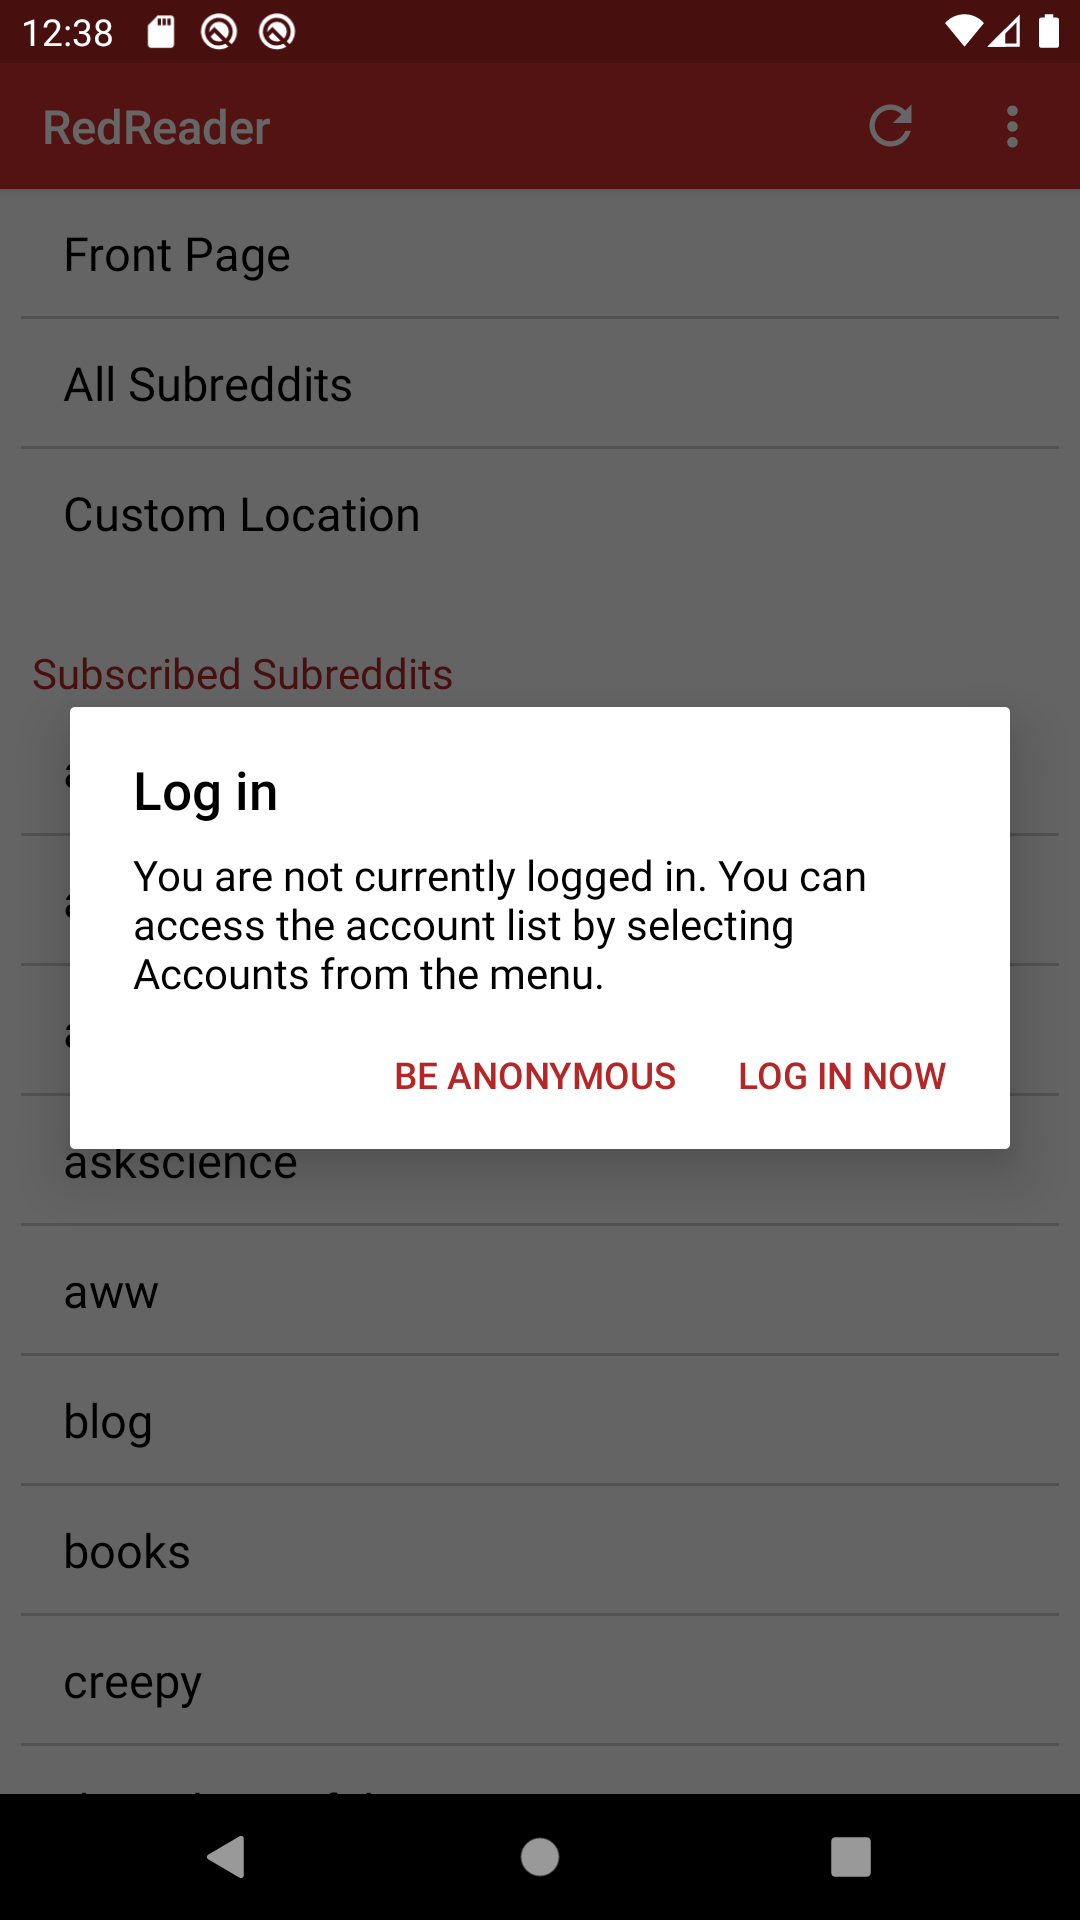 12:38
RedReader
Front Page
All Subreddits
Custom Location
Subscribed Subreddits
Log in
You are not currently logged in. You can
access the account list by selecting
Accounts from the menu.
BE ANONYMOUS LOG IN NOW
askscience
aww
blog
books
creepy